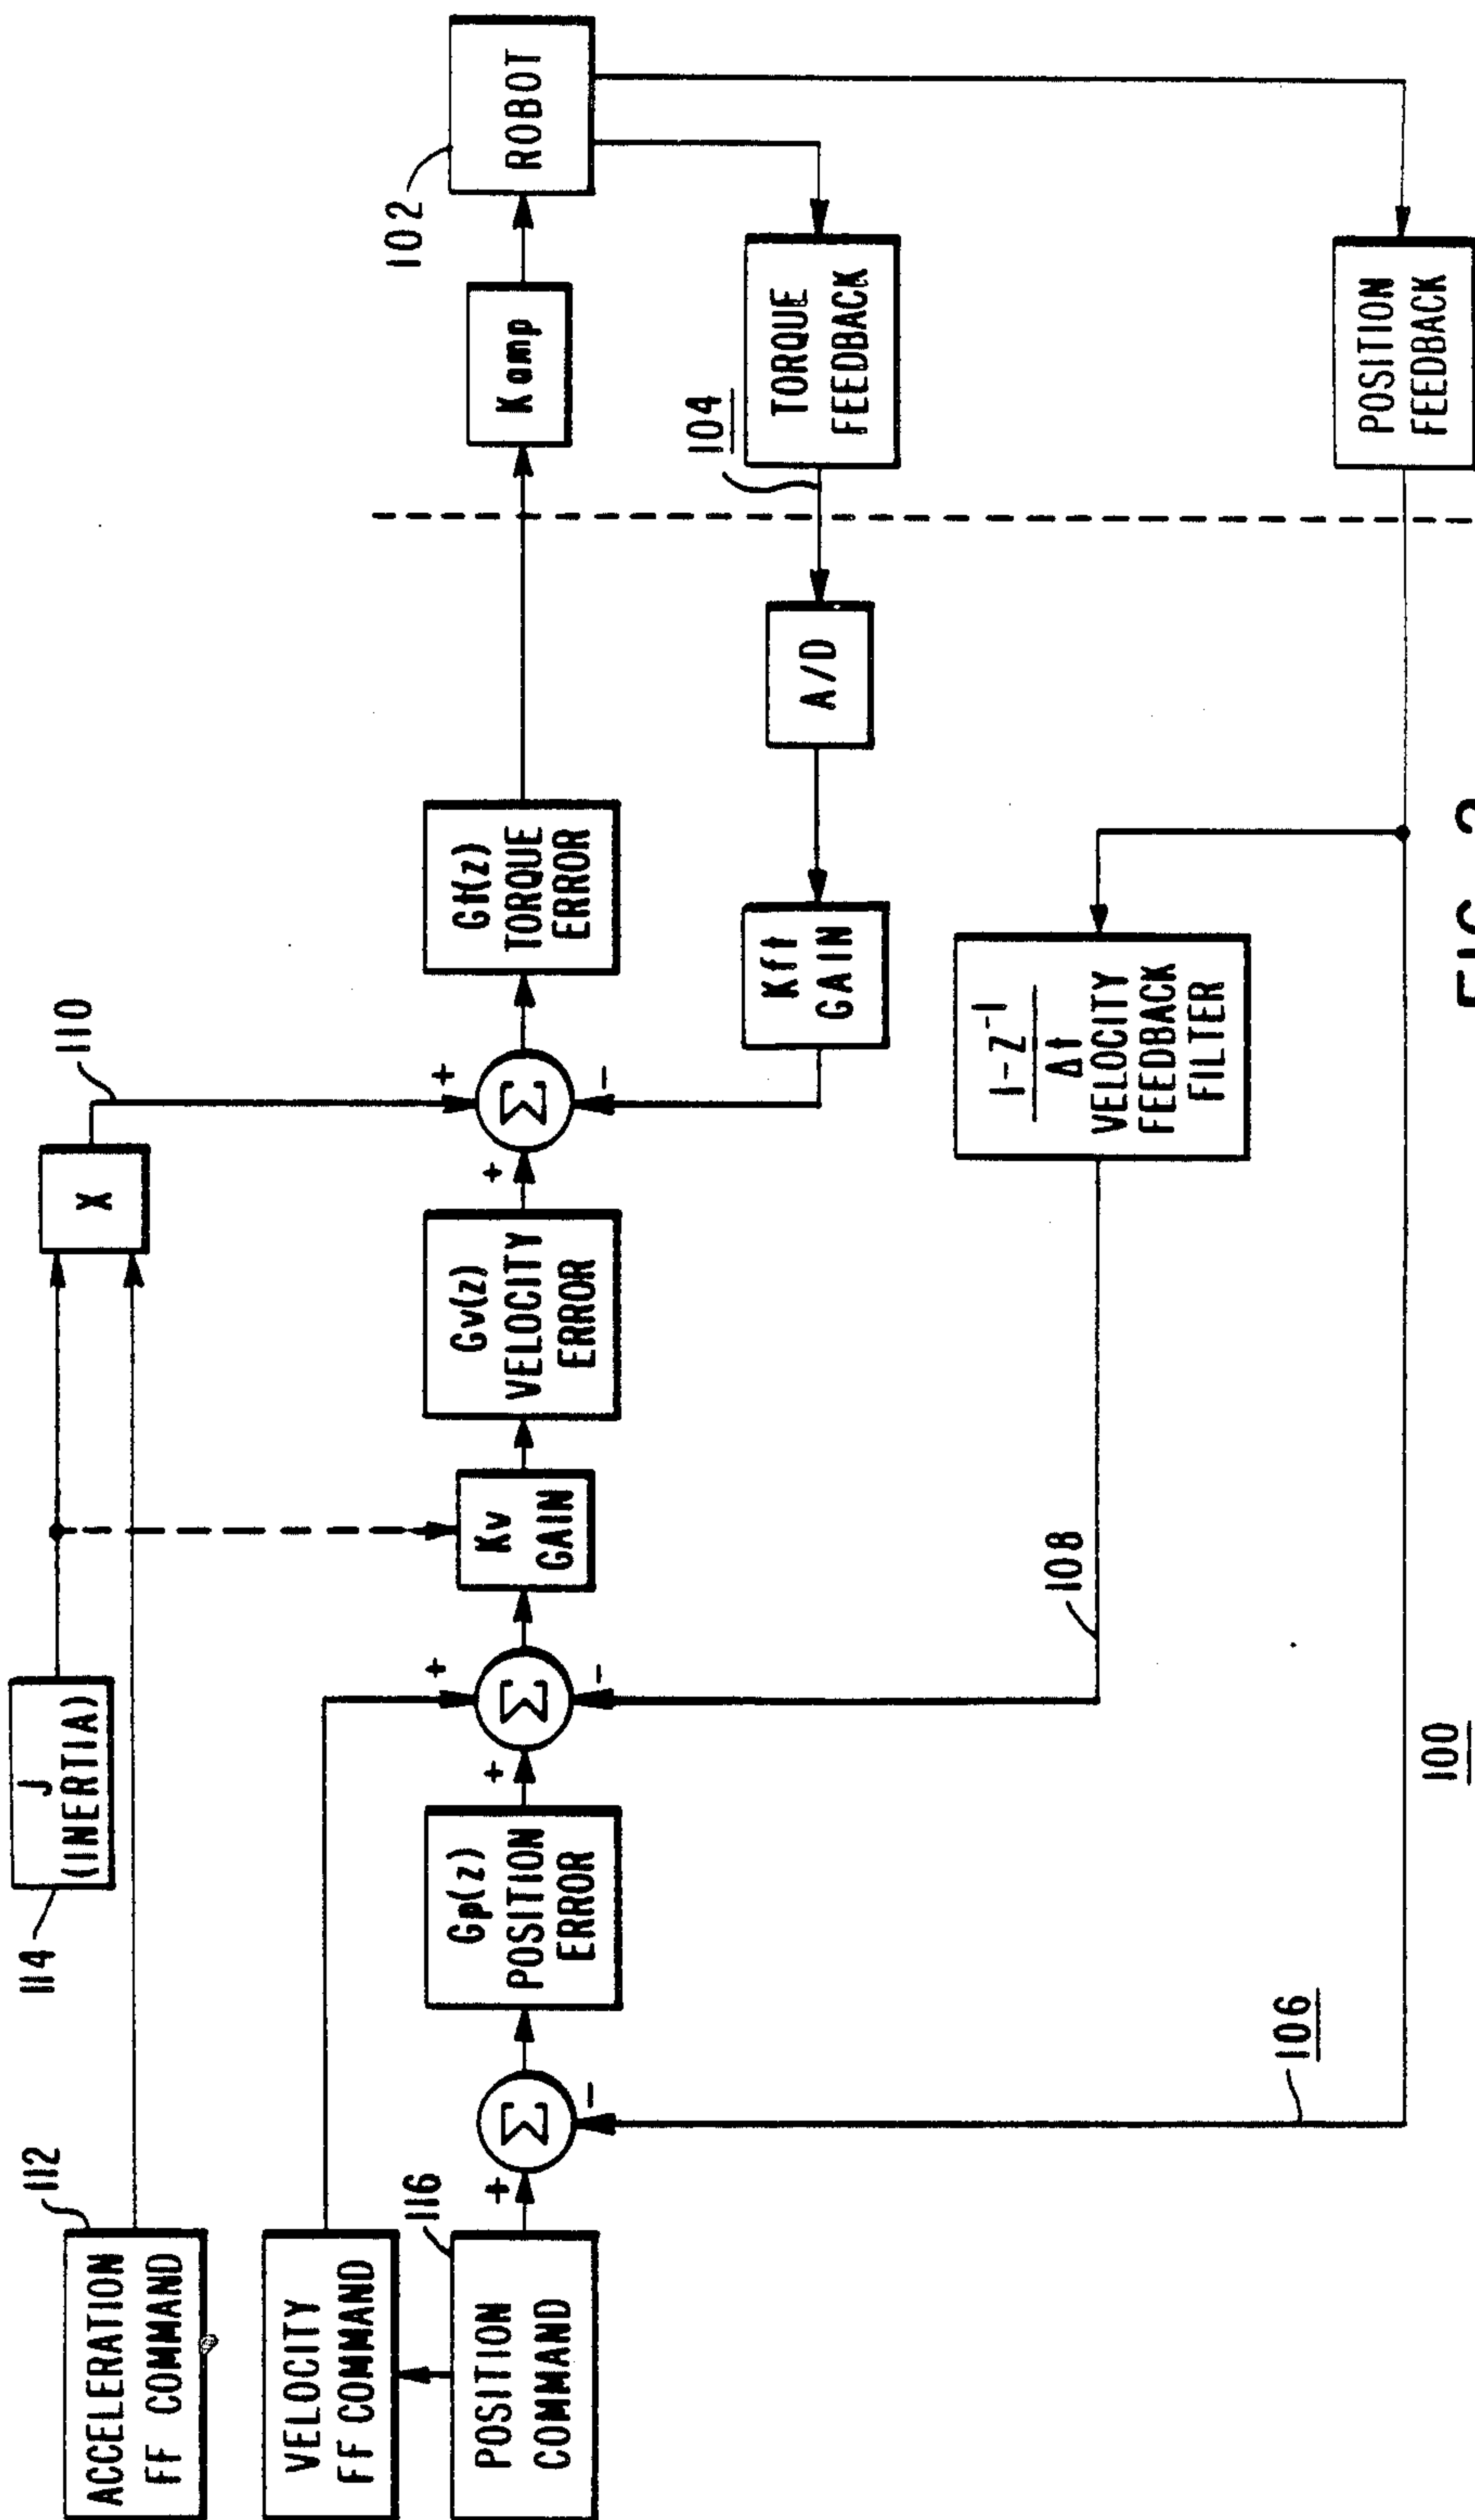 112
ACCELERATION
FF COMMAND
114
J
(INERTIA)
X
110
VELOCITY
FF COMMAND
116
POSITION
COMMAND
+
Σ
-
Gp(z)
POSITION
ERROR
+
+
Σ
-
Kv
GAIN
Gv(z)
VELOCITY
ERROR
+
+
Σ
-
Gt(z)
TORQUE
ERROR
Kamp
102
ROBOT
Kft
GAIN
A/D
104
TORQUE
FEEDBACK
108
1-Z-1
Δt
VELOCITY
FEEDBACK
FILTER
106
POSITION
FEEDBACK
100